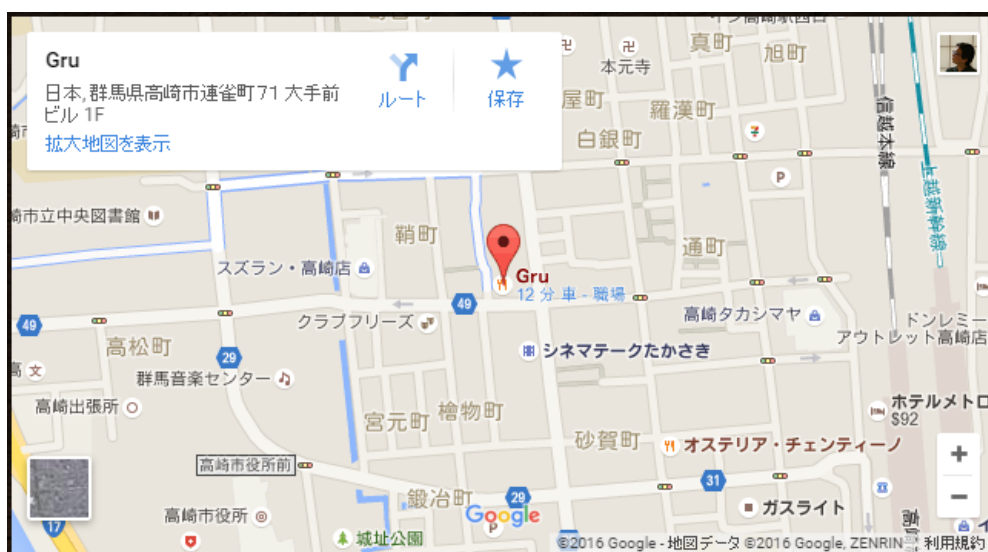 Gru
日本, 群馬県高崎市連雀町71 大手前
ビル 1F
拡大地図を表示
ルート
保存
本元寺
真町
旭町
羅漢町
屋町
白銀町
P
信越本線
上越新幹線
崎市立中央図書館
鞘町
通町
スズラン・高崎店
Gru
12 分 車 - 職場
49
49
クラブフリーズ
高崎タカシマヤ
ドンレミー
アウトレット高崎店
高松町
29
シネマテークたかさき
高
文
群馬音楽センター
高崎出張所
宮元町
檜物町
ホテルメトロ
$92
砂賀町
オステリア・チェンティーノ
高崎市役所前
31
鍛冶町
29
P
Google
ガスライト
高崎市役所
17
城址公園
+
−
©2016 Google - 地図データ ©2016 Google, ZENRIN
利用規約